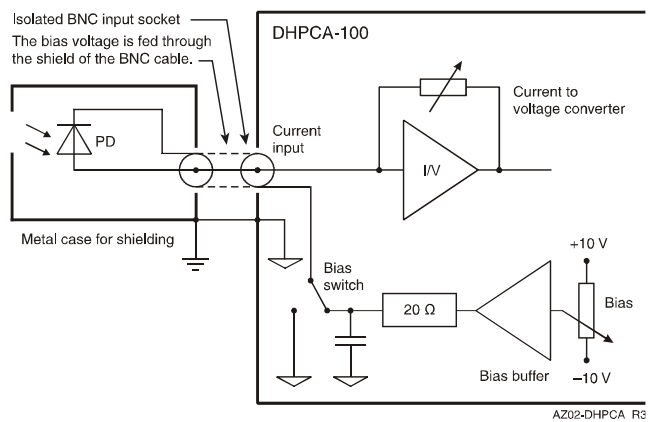 Isolated BNC input socket
The bias voltage is fed through
the shield of the BNC cable.
DHPCA-100
PD
Current
input
Current to
voltage converter
I/V
Metal case for shielding
Bias
switch
20 Ω
+10 V
Bias
Bias buffer
−10 V
AZ02-DHPCA R3